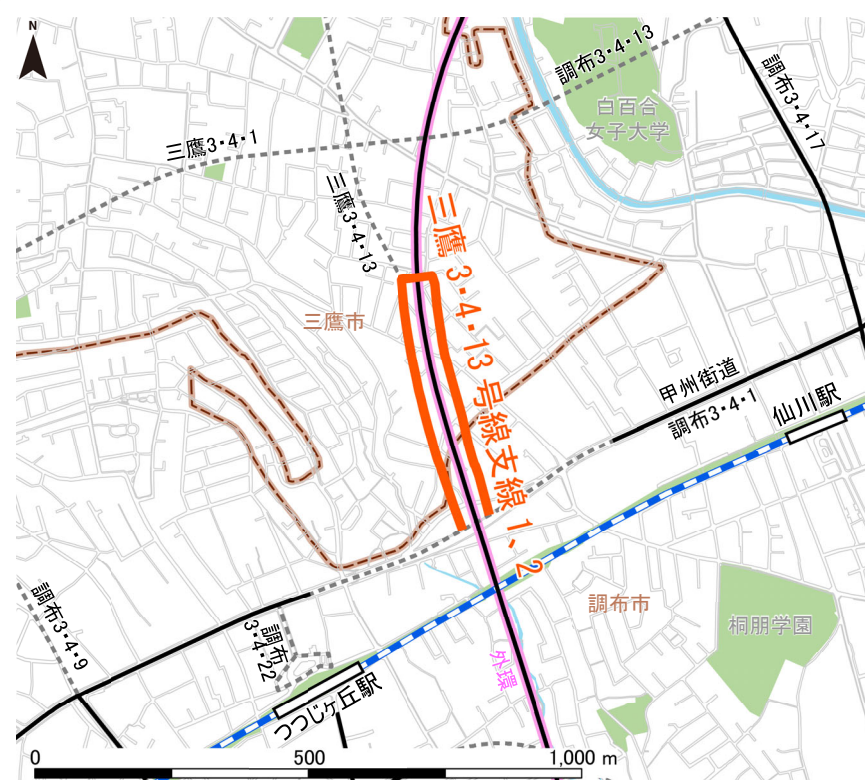 N
調布3・4・13
白百合
女子大学
調布3・4・17
三鷹3・4・1
三鷹3・4・13
三鷹 3・4・13 号線支線 1、2
三鷹市
甲州街道
調布3・4・1
仙川駅
調布3・4・9
調布
3・4・22
つつじヶ丘駅
外環
調布市
桐朋学園
0
500
1,000 m